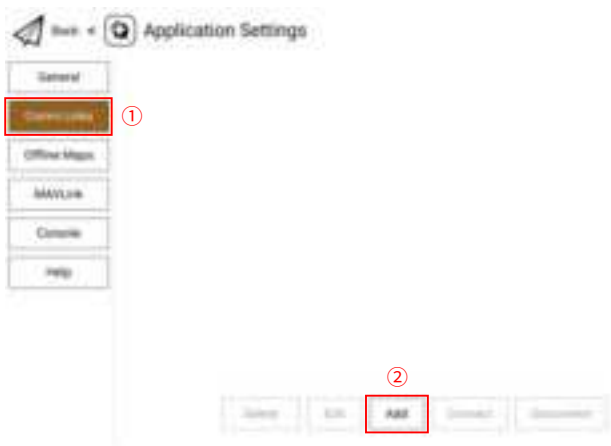 Back < Application Settings
General
Comm Links
①
Offline Maps
MAVLink
Console
Help
②
Delete Edit Add Connect Disconnect